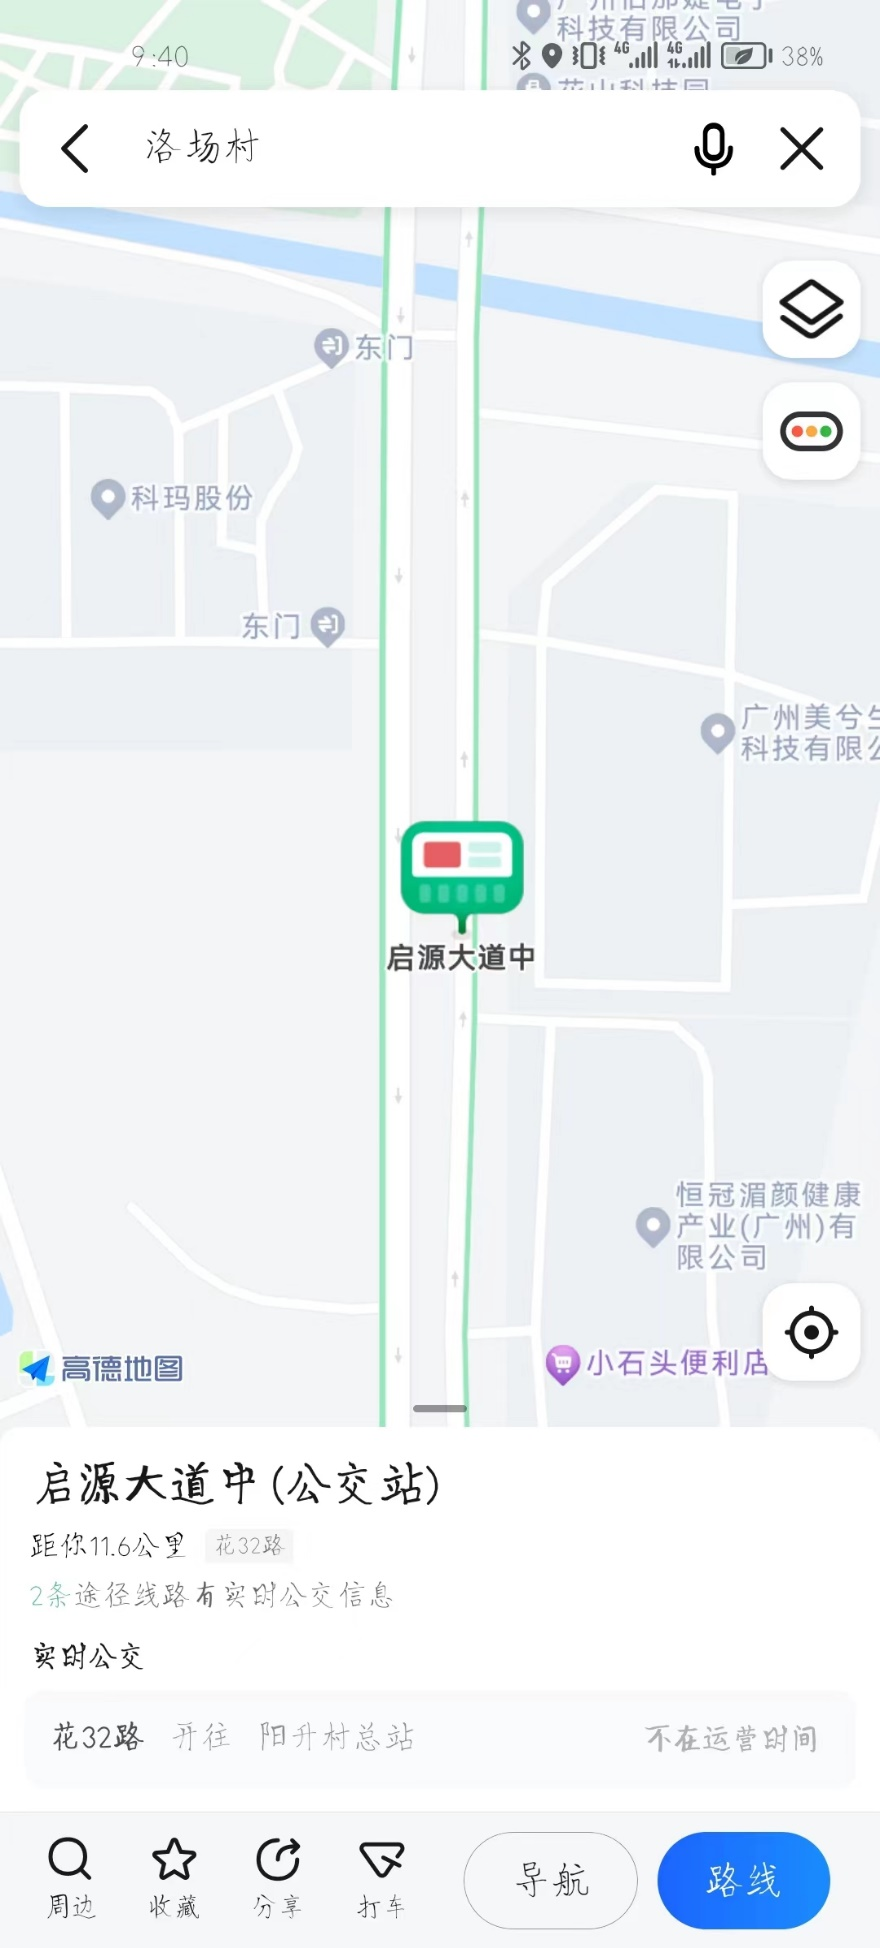 科技有限公司
9:40
4G
4G
38%
洛场村
东门
科玛股份
东门
广州美兮生
科技有限公
启源大道中
恒冠湄颜健康
产业(广州)有
限公司
高德地图
小石头便利店
启源大道中(公交站)
距你11.6公里 花32路
2条途径线路有实时公交信息
实时公交
花32路 开往 阳升村总站 不在运营时间
周边 收藏 分享 打车 导航 路线